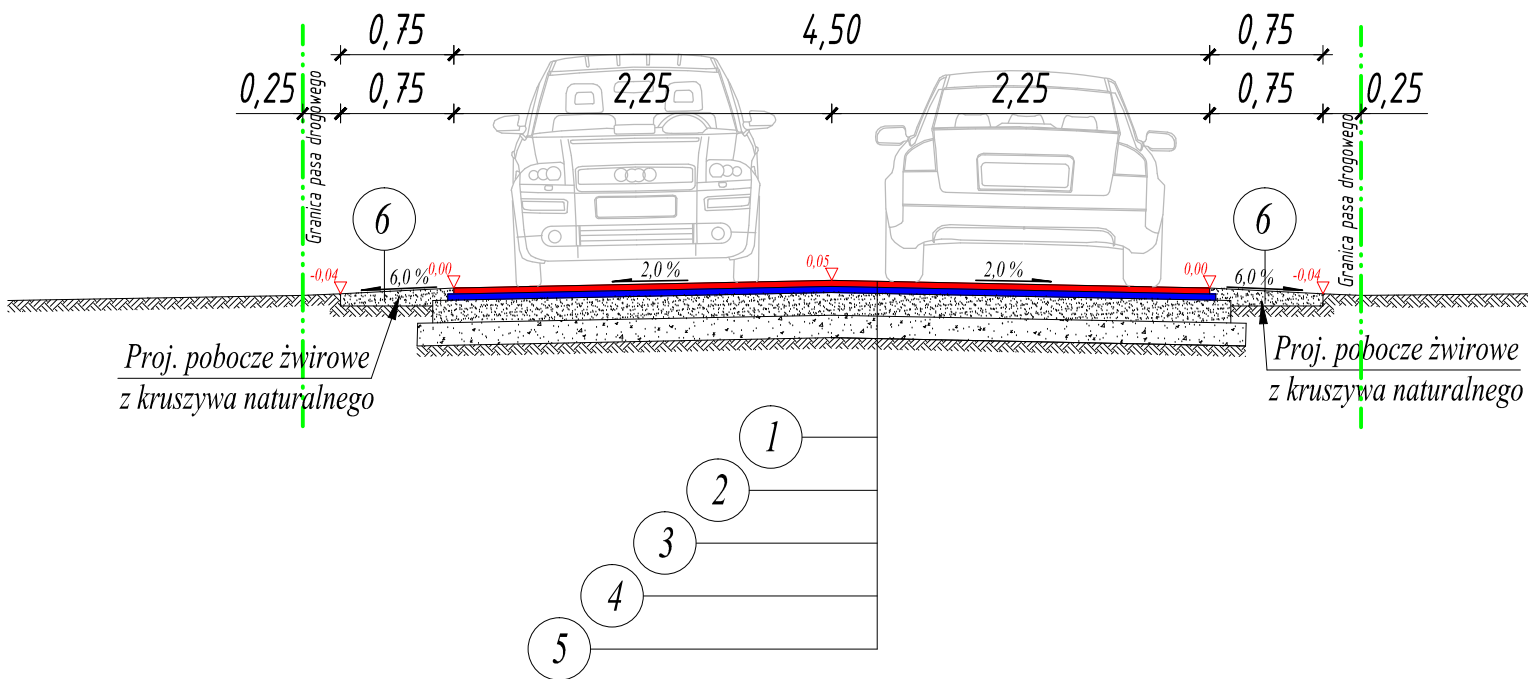 0,75 4,50 0,75
0,25 0,75 2,25 2,25 0,75 0,25
Granica pasa drogowego
Granica pasa drogowego
6 6
-0,04 6,0 % 0,00 2,0 % 0,05 2,0 % 0,00 6,0 % -0,04
Proj. pobocze żwirowe
z kruszywa naturalnego
Proj. pobocze żwirowe
z kruszywa naturalnego
1
2
3
4
5